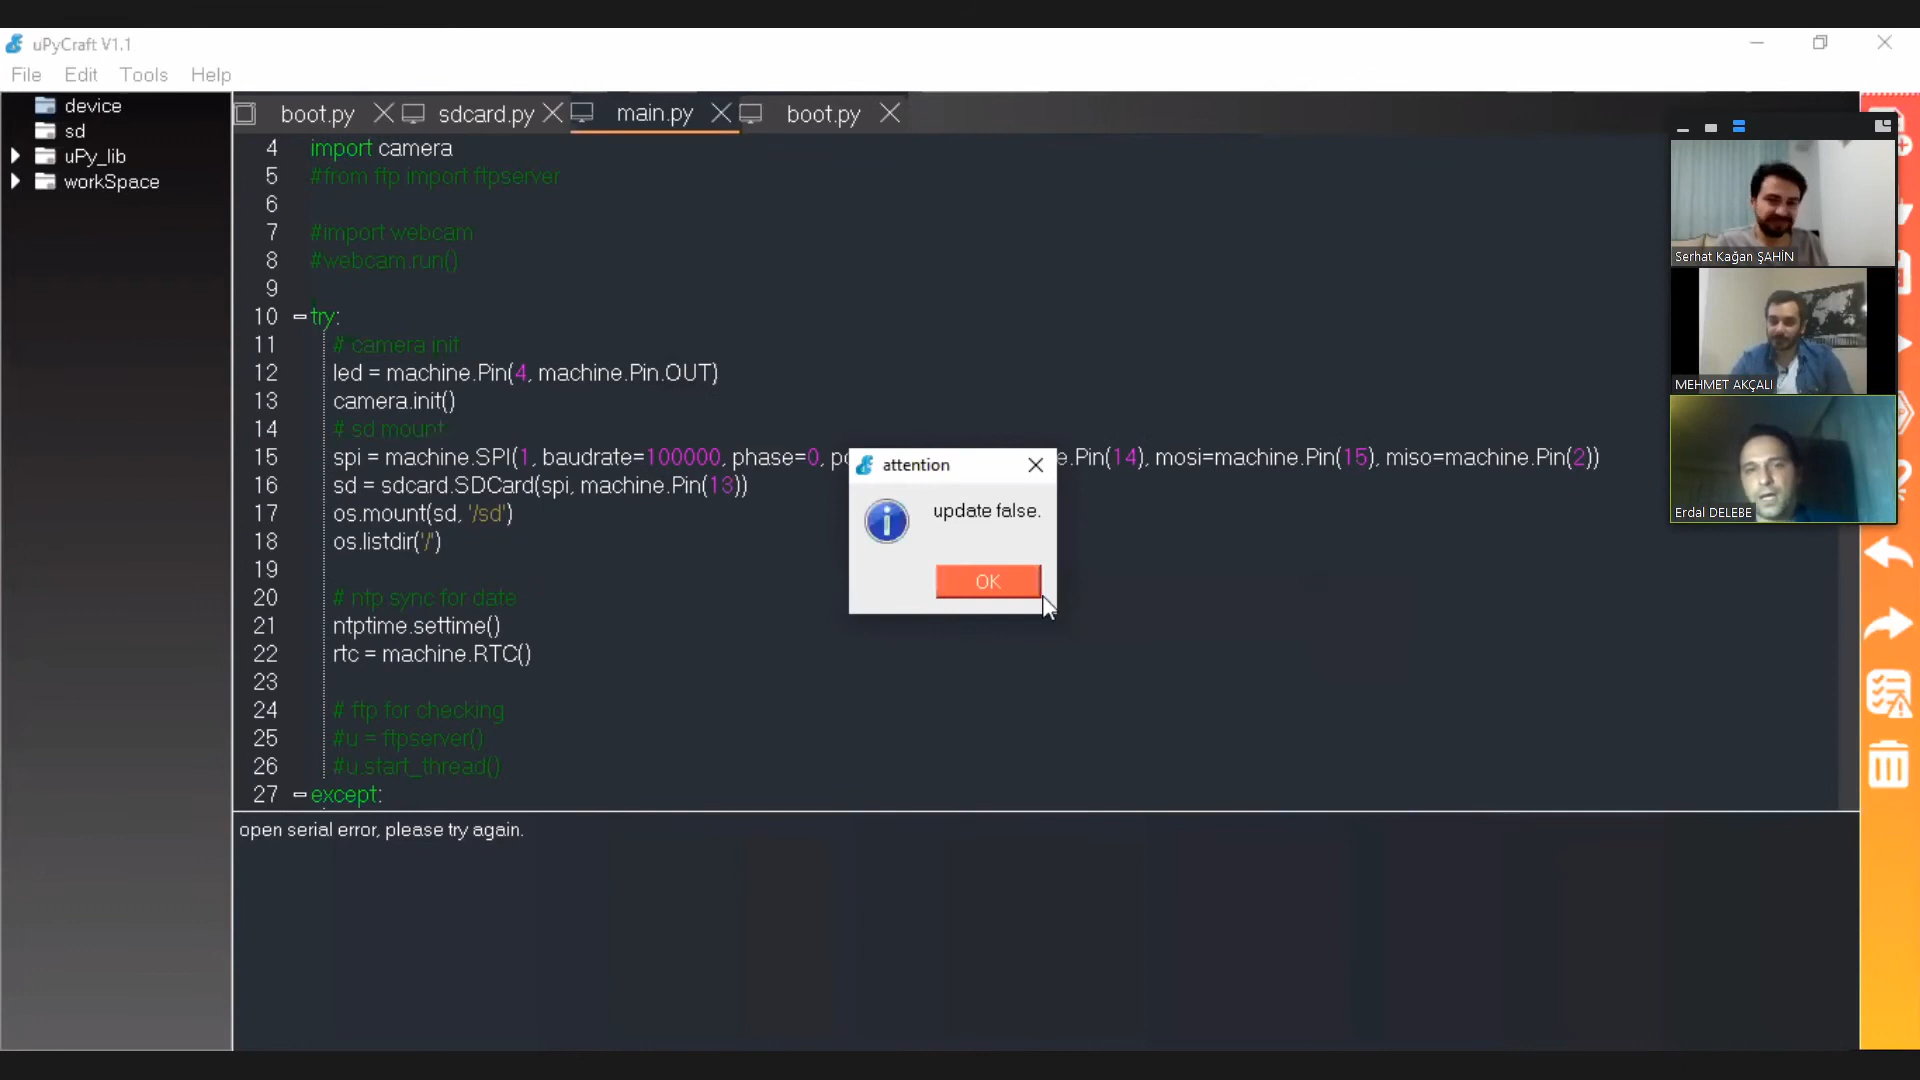 uPyCraft V1.1
File Edit Tools Help
device
sd
uPy_lib
workSpace
boot.py sdcard.py main.py boot.py
4 import camera
5 #from ftp import ftpserver
6
7 #import webcam
8 #webcam.run()
9
10 try:
11 # camera init
12 led = machine.Pin(4, machine.Pin.OUT)
13 camera.init()
14 # sd mount
15 spi = machine.SPI(1, baudrate=100000, phase=0, po e.Pin(14), mosi=machine.Pin(15), miso=machine.Pin(2))
16 sd = sdcard.SDCard(spi, machine.Pin(13))
17 os.mount(sd, '/sd')
18 os.listdir('/')
19
20 # ntp sync for date
21 ntptime.settime()
22 rtc = machine.RTC()
23
24 # ftp for checking
25 #u = ftpserver()
26 #u.start_thread()
27 except:
attention
update false.
OK
open serial error, please try again.
Serhat Kağan ŞAHİN
MEHMET AKÇALI
Erdal DELEBE